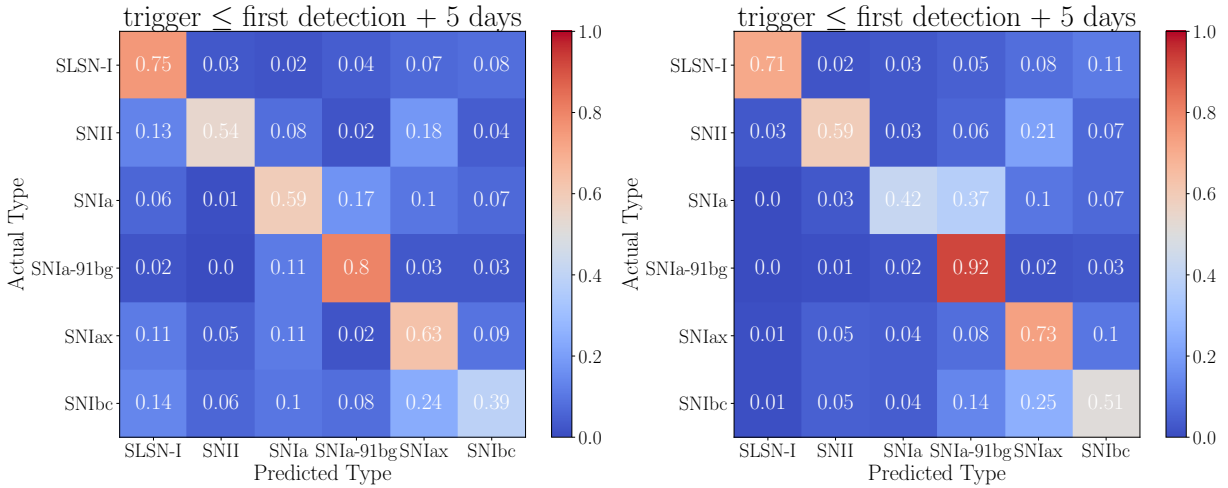 trigger ≤ first detection + 5 days
Actual Type
SLSN-I 0.75 0.03 0.02 0.04 0.07 0.08
SNII 0.13 0.54 0.08 0.02 0.18 0.04
SNIa 0.06 0.01 0.59 0.17 0.1 0.07
SNIa-91bg 0.02 0.0 0.11 0.8 0.03 0.03
SNIax 0.11 0.05 0.11 0.02 0.63 0.09
SNIbc 0.14 0.06 0.1 0.08 0.24 0.39
SLSN-I SNII SNIa SNIa-91bg SNIax SNIbc
Predicted Type
1.0
0.8
0.6
0.4
0.2
0.0
trigger ≤ first detection + 5 days
Actual Type
SLSN-I 0.71 0.02 0.03 0.05 0.08 0.11
SNII 0.03 0.59 0.03 0.06 0.21 0.07
SNIa 0.0 0.03 0.42 0.37 0.1 0.07
SNIa-91bg 0.0 0.01 0.02 0.92 0.02 0.03
SNIax 0.01 0.05 0.04 0.08 0.73 0.1
SNIbc 0.01 0.05 0.04 0.14 0.25 0.51
SLSN-I SNII SNIa SNIa-91bg SNIax SNIbc
Predicted Type
1.0
0.8
0.6
0.4
0.2
0.0